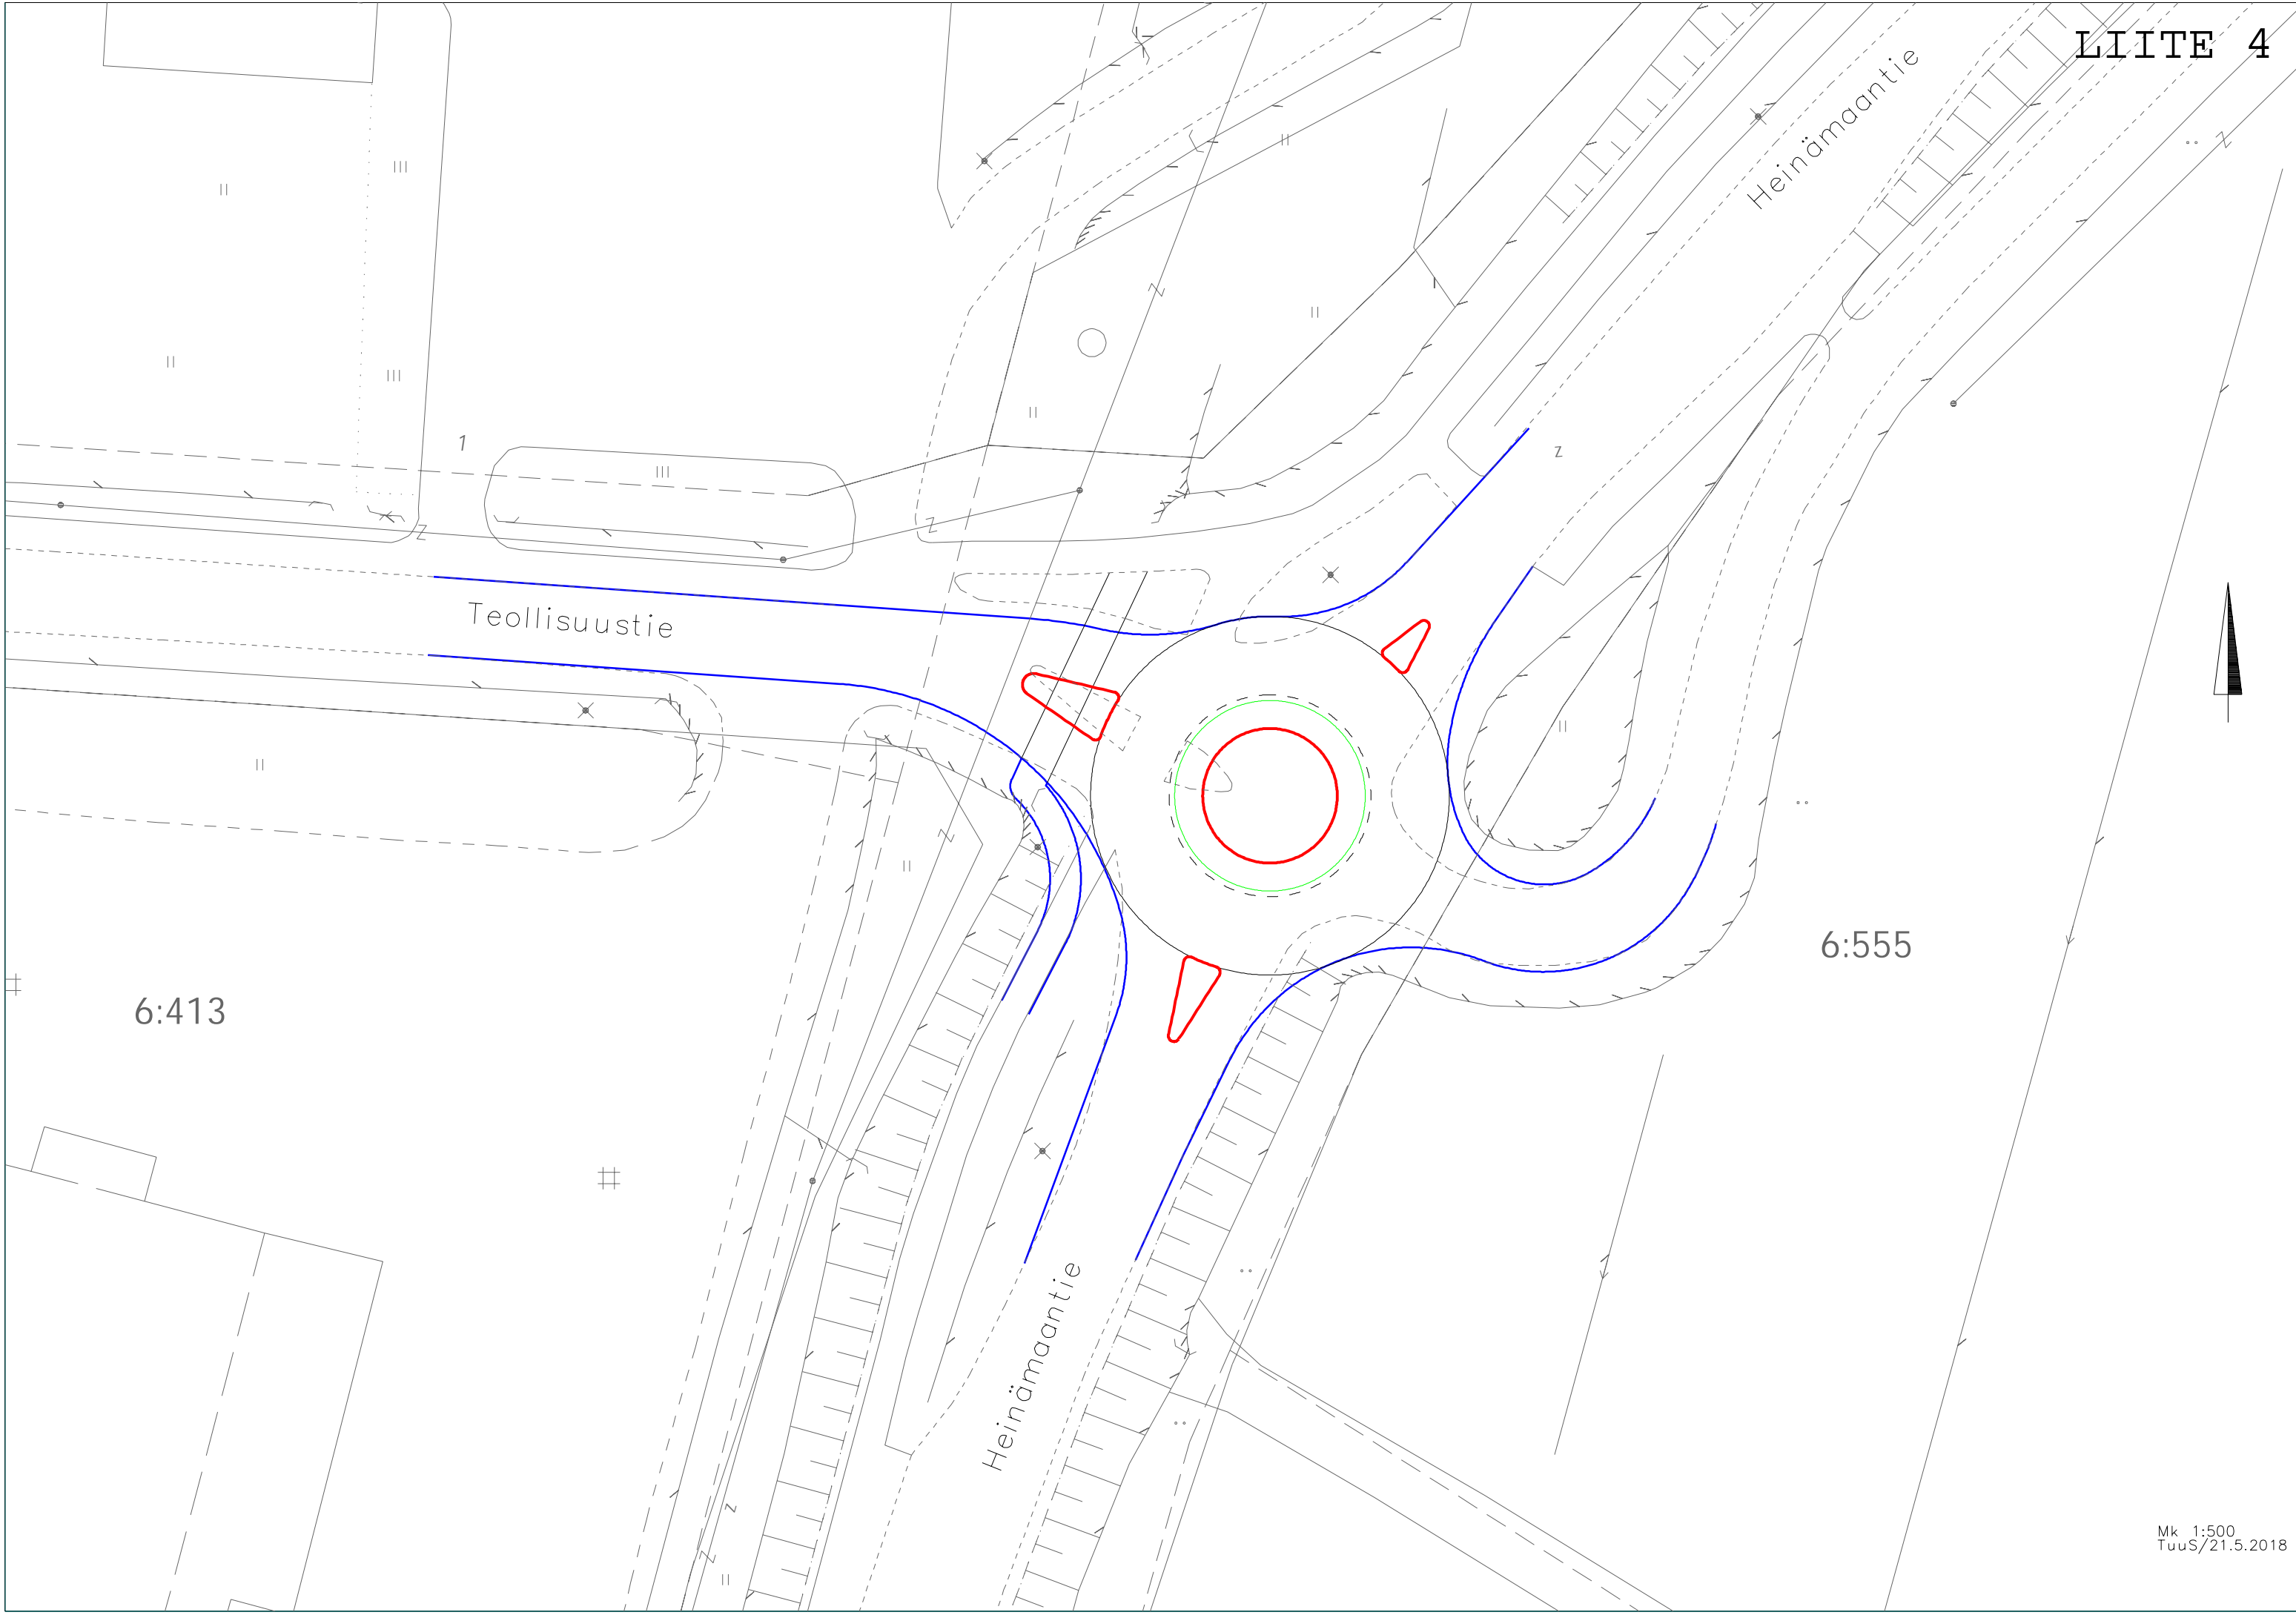 LIITE 4
Heinämaantie
1
z
Teollisuustie
6:555
6:413
Heinämaantie
Mk 1:500
TuuS/21.5.2018